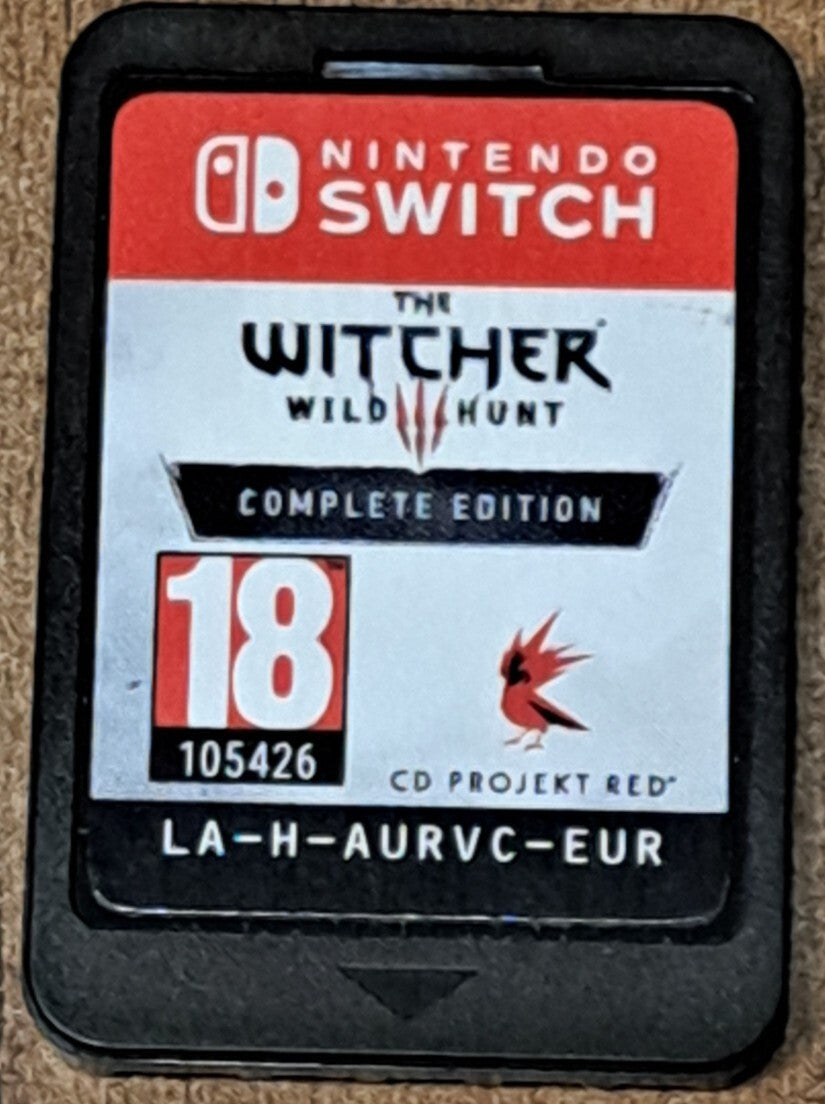 NINTENDO
SWITCH
THE
WITCHER
WILD HUNT
COMPLETE EDITION
18
105426
CD PROJEKT RED
LA-H-AURVC-EUR